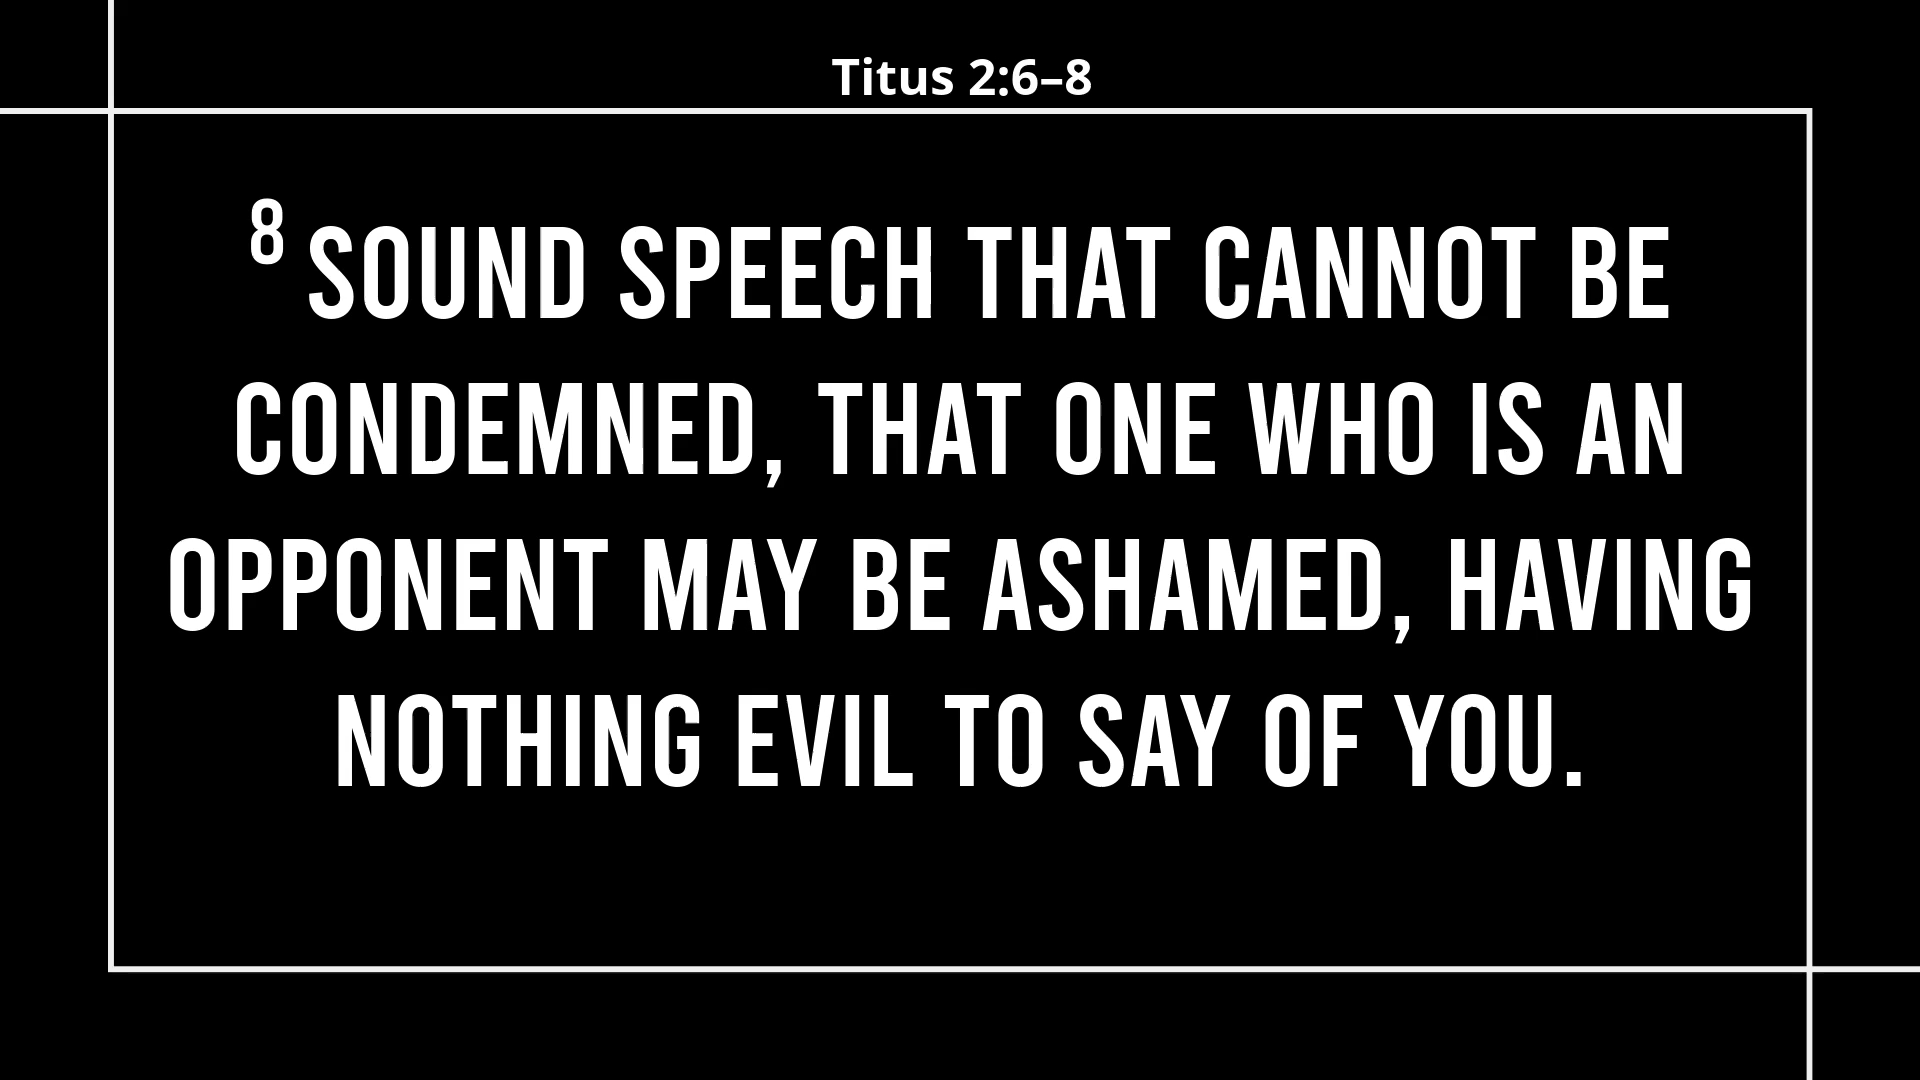 Titus 2:6–8
8 SOUND SPEECH THAT CANNOT BE
CONDEMNED, THAT ONE WHO IS AN
OPPONENT MAY BE ASHAMED, HAVING
NOTHING EVIL TO SAY OF YOU.